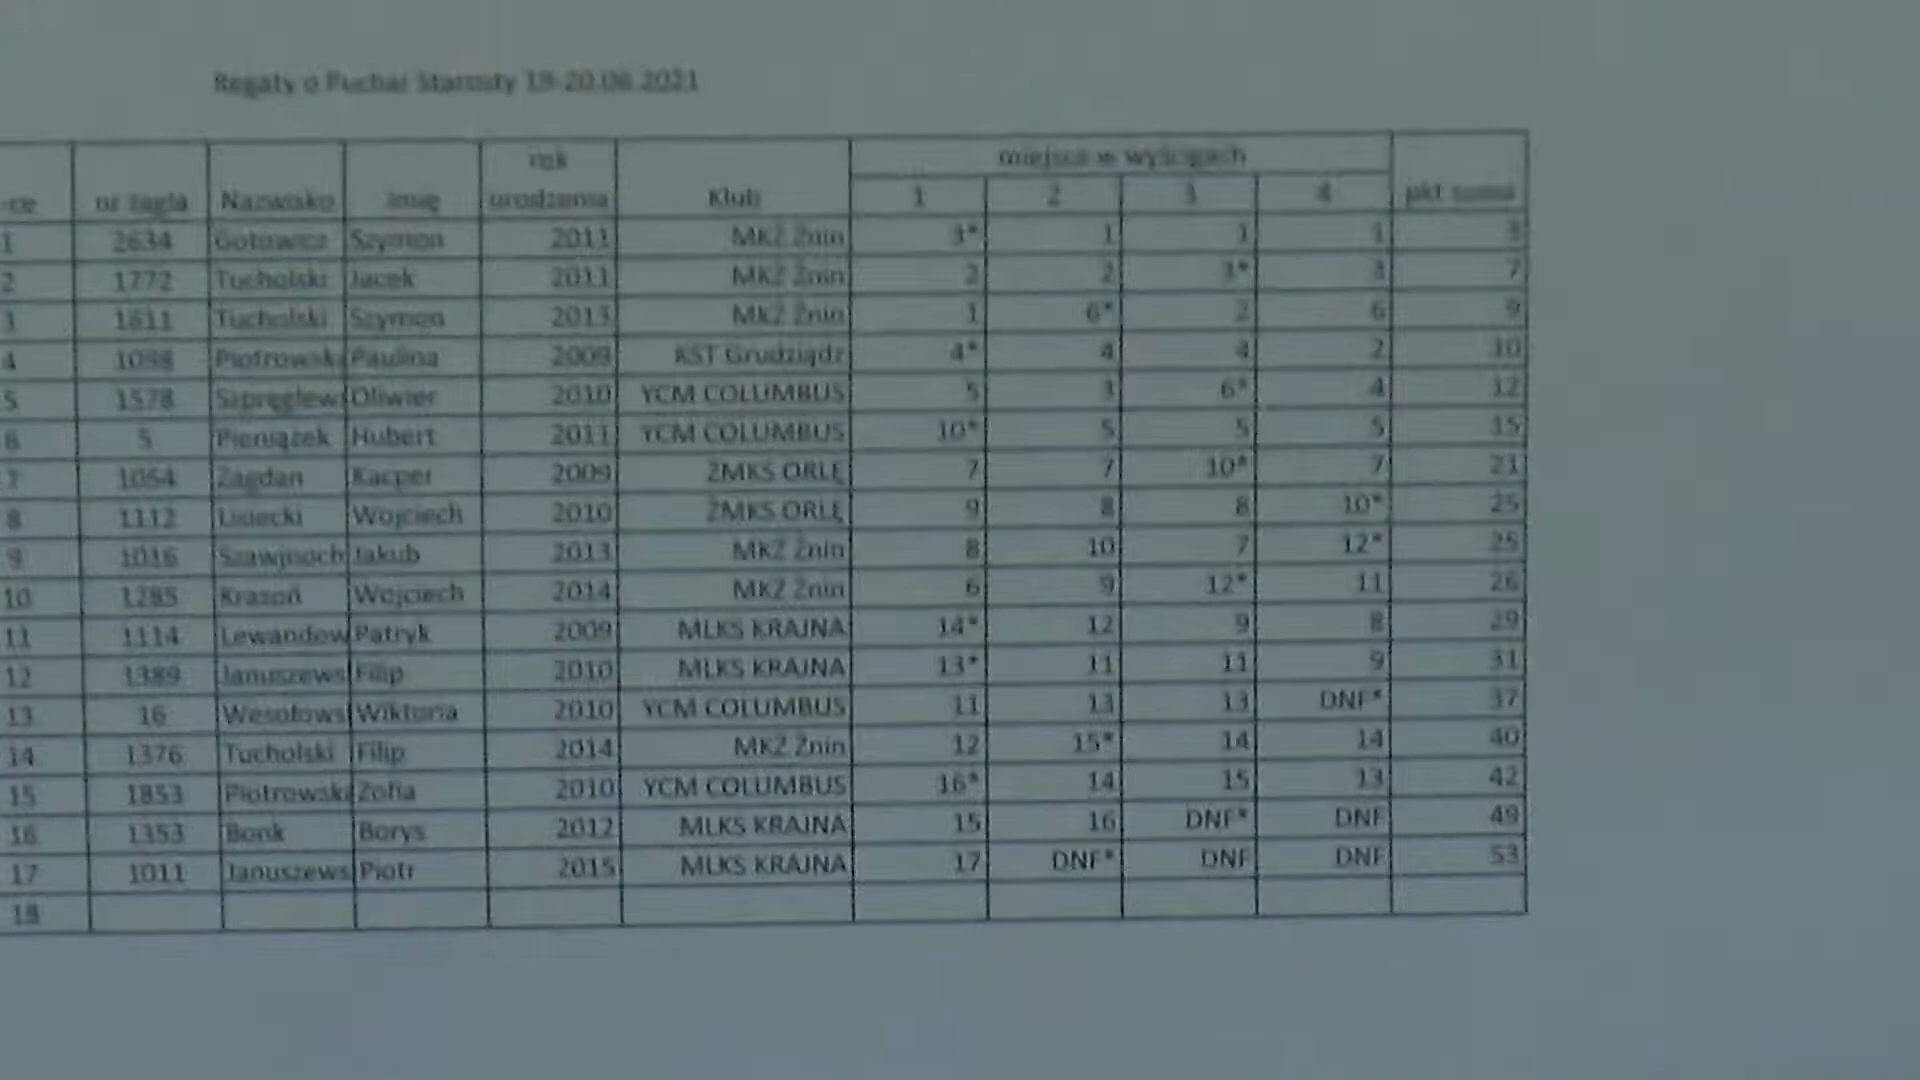 Regaty o Puchar Starosty 19-20.06.2021
-ce nr żagla Nazwisko Imię rok urodzenia Klub miejsca w wyścigach pkt suma
1 2 3 4
1 2634 Gotowicz Szymon 2011 MKŻ Żnin 3* 1 1 1 3
2 1772 Tucholski Jacek 2011 MKŻ Żnin 2 2 3* 3 7
3 1611 Tucholski Szymon 2013 MKŻ Żnin 1 6* 2 6 9
4 1098 Piotrowska Paulina 2009 KST Grudziądz 4* 4 4 2 10
5 1578 Szpręglews Oliwier 2010 YCM COLUMBUS 5 3 6* 4 12
6 5 Pieniążek Hubert 2011 YCM COLUMBUS 10* 5 5 5 15
7 1054 Zagdan Kacper 2009 ŻMKS ORLĘ 7 7 10* 7 21
8 1112 Lisiecki Wojciech 2010 ŻMKS ORLĘ 9 8 8 10* 25
9 1016 Szawjnoch Jakub 2013 MKŻ Żnin 8 10 7 12* 25
10 1285 Krasoń Wojciech 2014 MKŻ Żnin 6 9 12* 11 26
11 1114 Lewandow Patryk 2009 MLKS KRAJNA 14* 12 9 8 29
12 1389 Januszews Filip 2010 MLKS KRAJNA 13* 11 11 9 31
13 16 Wesołows Wiktoria 2010 YCM COLUMBUS 11 13 13 DNF* 37
14 1376 Tucholski Filip 2014 MKŻ Żnin 12 15* 14 14 40
15 1853 Piotrowska Zofia 2010 YCM COLUMBUS 16* 14 15 13 42
16 1353 Bonk Borys 2012 MLKS KRAJNA 15 16 DNF* DNF 49
17 1011 Januszews Piotr 2015 MLKS KRAJNA 17 DNF* DNF DNF 53
18